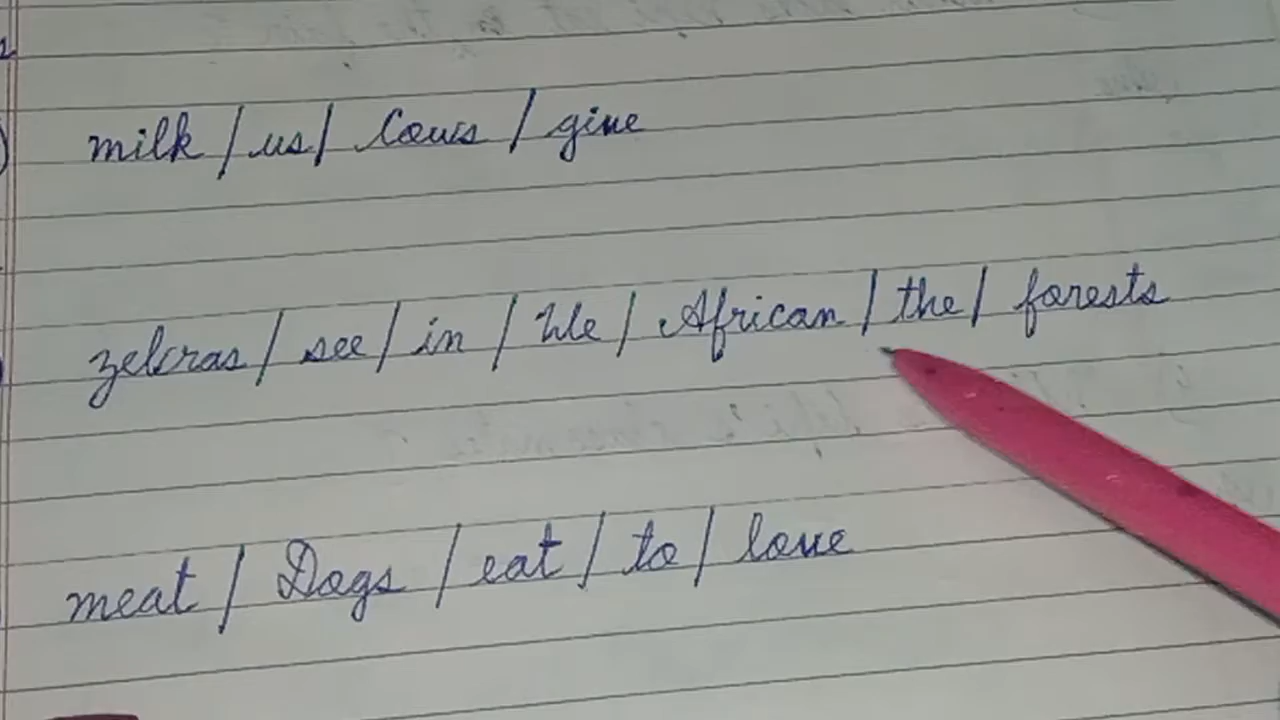 milk / us / Cows / give
zebras / see / in / We / African / the / forests
meat / Dogs / eat / to / love